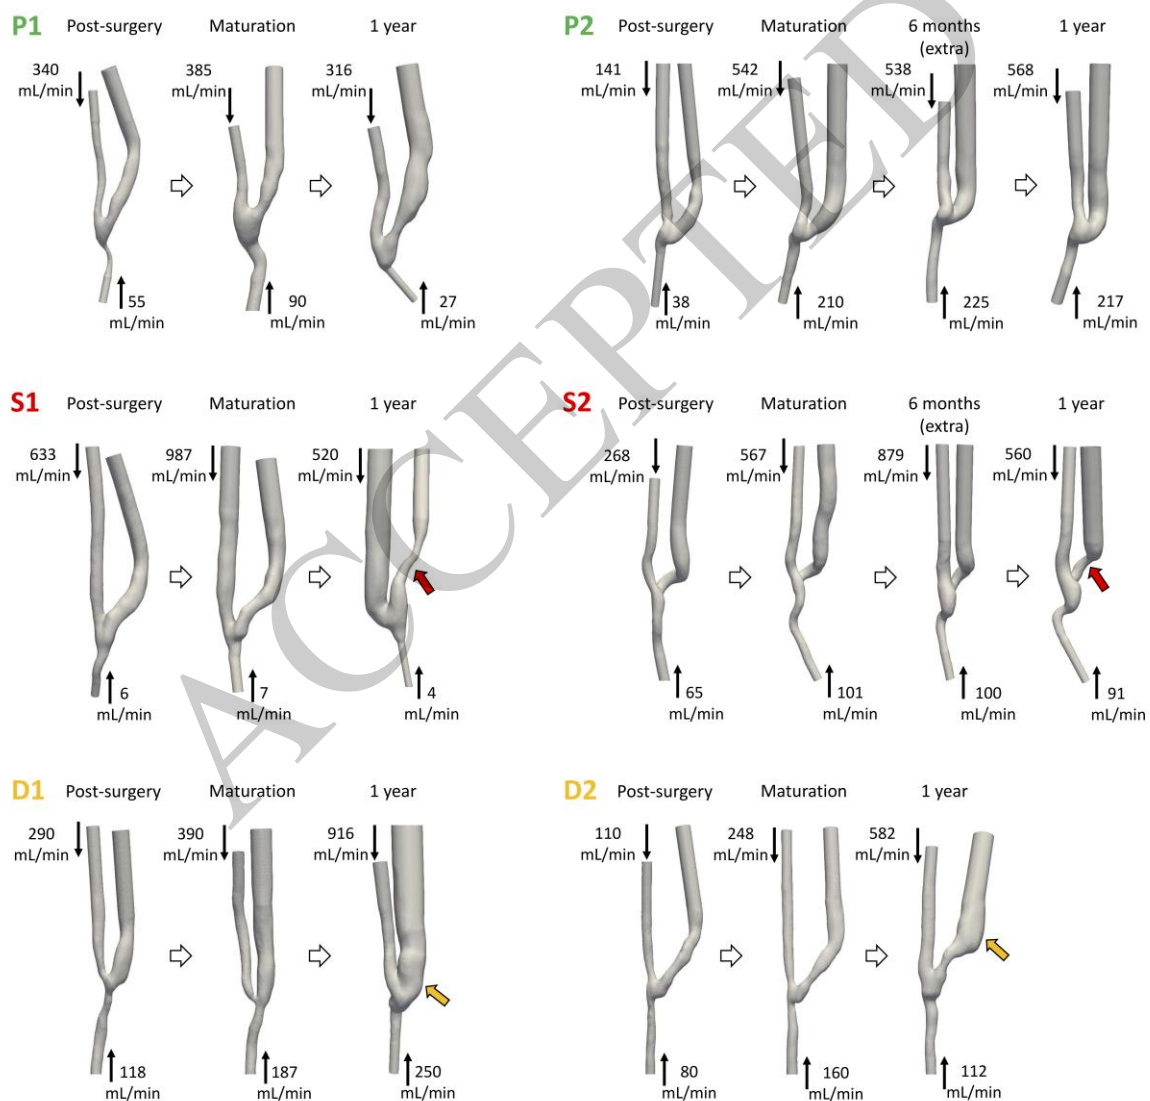 P1 Post-surgery Maturation 1 year
340 mL/min
385 mL/min
316 mL/min
55 mL/min
90 mL/min
27 mL/min
P2 Post-surgery Maturation 6 months (extra) 1 year
141 mL/min
542 mL/min
538 mL/min
568 mL/min
38 mL/min
210 mL/min
225 mL/min
217 mL/min
S1 Post-surgery Maturation 1 year
633 mL/min
987 mL/min
520 mL/min
6 mL/min
7 mL/min
4 mL/min
S2 Post-surgery Maturation 6 months (extra) 1 year
268 mL/min
567 mL/min
879 mL/min
560 mL/min
65 mL/min
101 mL/min
100 mL/min
91 mL/min
D1 Post-surgery Maturation 1 year
290 mL/min
390 mL/min
916 mL/min
118 mL/min
187 mL/min
250 mL/min
D2 Post-surgery Maturation 1 year
110 mL/min
248 mL/min
582 mL/min
80 mL/min
160 mL/min
112 mL/min
ACCEPTED